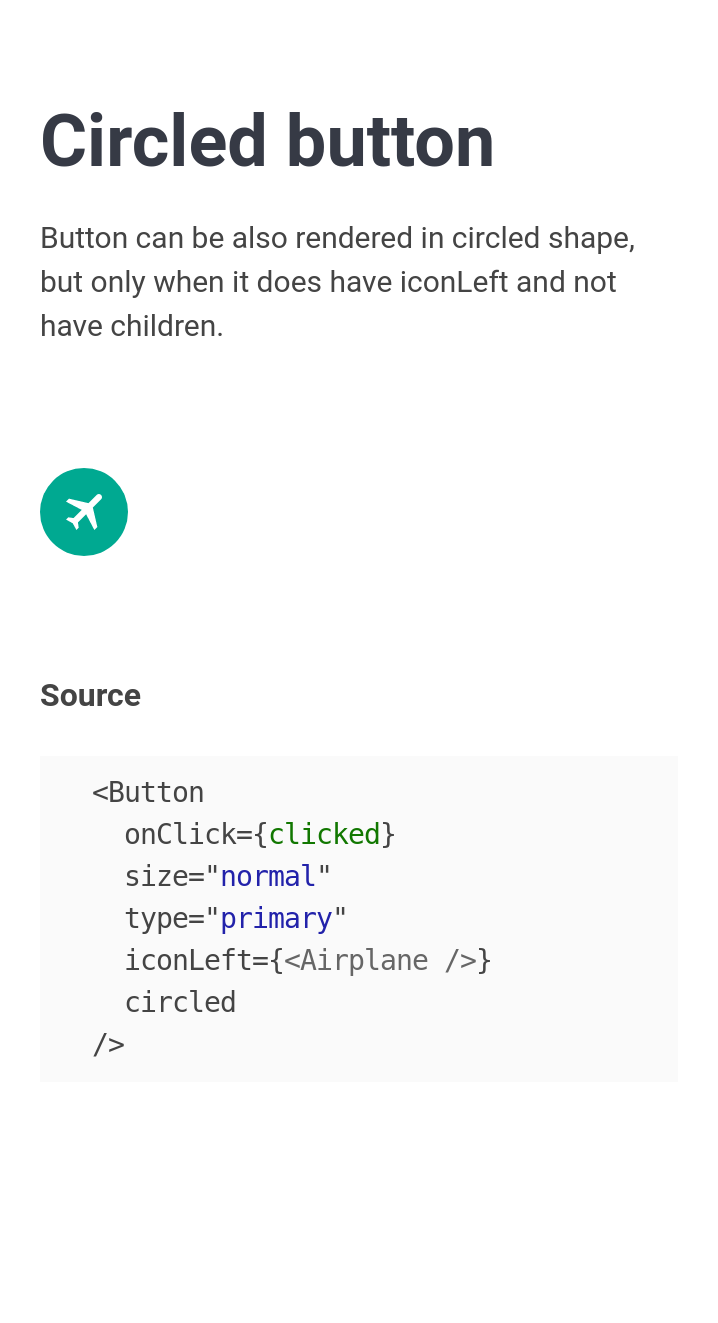 Circled button
Button can be also rendered in circled shape,
but only when it does have iconLeft and not
have children.
Source
<Button
  onClick={clicked}
  size="normal"
  type="primary"
  iconLeft={<Airplane />}
  circled
/>